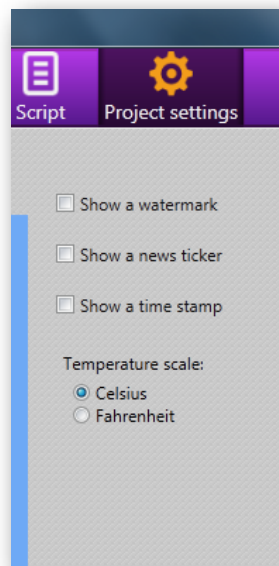 Script
Project settings
Show a watermark
Show a news ticker
Show a time stamp
Temperature scale:
Celsius
Fahrenheit